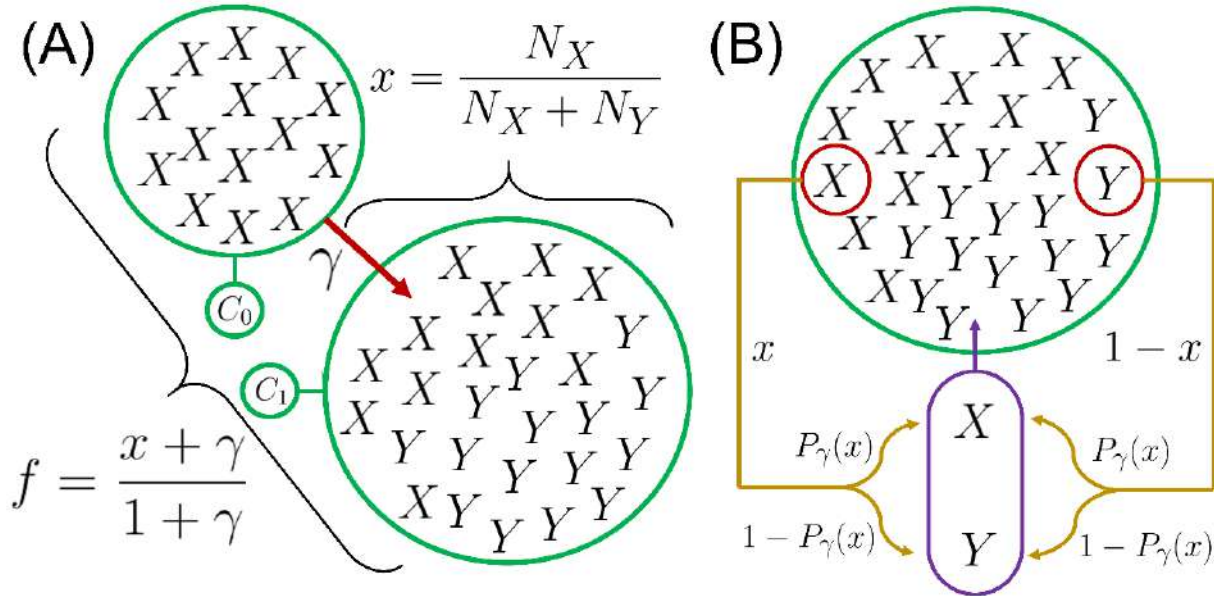 (A)
X X X
X X X
X X
X X X
X X X
x = N_X / (N_X + N_Y)
γ
C_0
X X
X X
X X Y
X X Y X
X Y Y
X Y Y
Y Y
Y Y Y
X Y Y
Y Y
C_1
f = (x + γ) / (1 + γ)
(B)
X X
X X X
X X Y
X X Y X
X X Y Y
Y Y
X Y Y Y
Y Y
X Y Y
Y Y
x
1 − x
X
P_γ(x)
P_γ(x)
1 − P_γ(x)
Y
1 − P_γ(x)